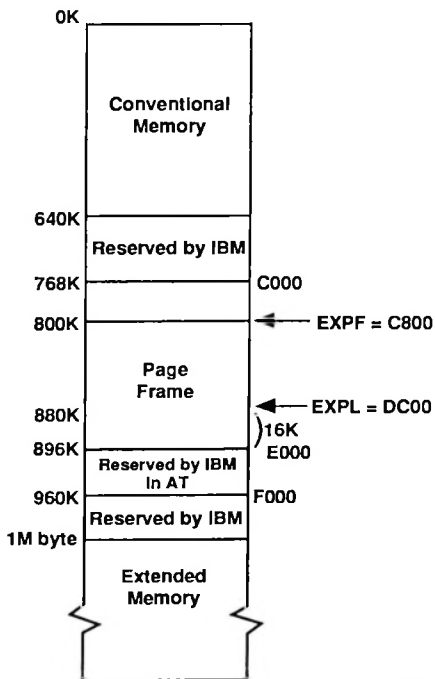 0K
Conventional
Memory
640K
Reserved by IBM
768K
C000
800K
EXPF = C800
Page
Frame
EXPL = DC00
880K
16K
896K
E000
Reserved by IBM
In AT
960K
F000
Reserved by IBM
1M byte
Extended
Memory